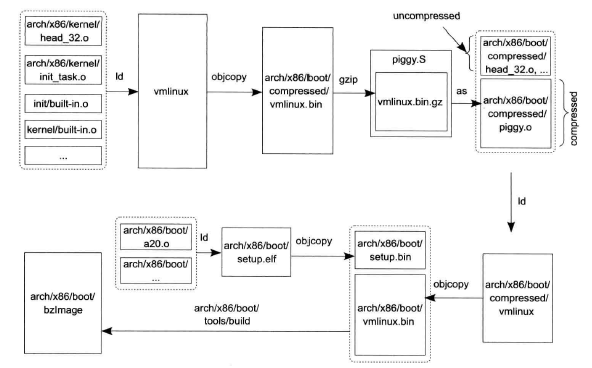 arch/x86/kernel/
head_32.o
arch/x86/kernel/
init_task.o
init/built-in.o
kernel/built-in.o
...
ld
vmlinux
objcopy
arch/x86/boot/
compressed/
vmlinux.bin
gzip
piggy.S
vmlinux.bin.gz
as
uncompressed
arch/x86/boot/
compressed/
head_32.o, ...
arch/x86/boot/
compressed/
piggy.o
compressed
ld
arch/x86/boot/
a20.o
arch/x86/boot/
...
ld
arch/x86/boot/
setup.elf
objcopy
arch/x86/boot/
setup.bin
arch/x86/boot/
vmlinux.bin
objcopy
arch/x86/boot/
compressed/
vmlinux
arch/x86/boot/
tools/build
arch/x86/boot/
bzImage